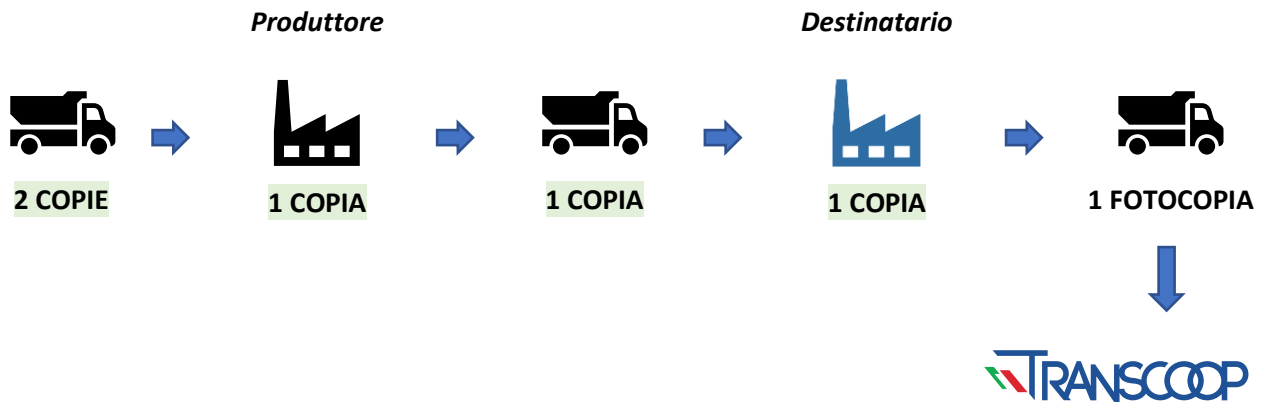 Produttore
Destinatario
2 COPIE
1 COPIA
1 COPIA
1 COPIA
1 FOTOCOPIA
TRANSCOOP